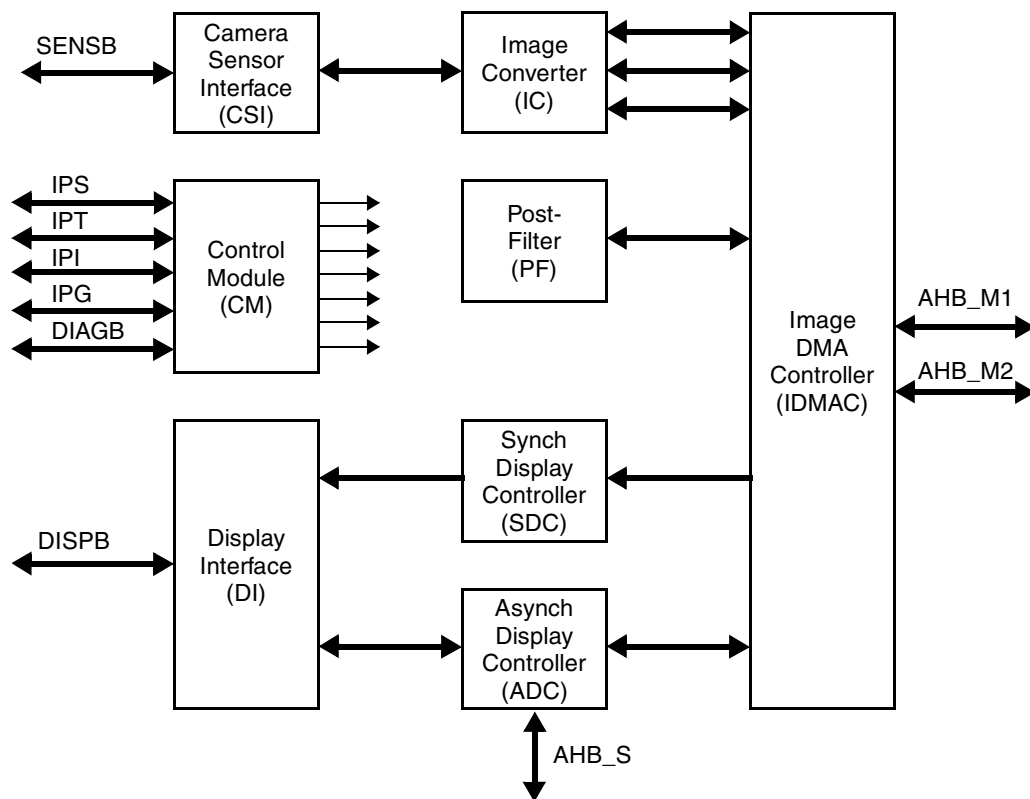 SENSB
Camera
Sensor
Interface
(CSI)
Image
Converter
(IC)
IPS
IPT
IPI
IPG
DIAGB
Control
Module
(CM)
Post-
Filter
(PF)
Image
DMA
Controller
(IDMAC)
AHB_M1
AHB_M2
DISPB
Display
Interface
(DI)
Synch
Display
Controller
(SDC)
Asynch
Display
Controller
(ADC)
AHB_S